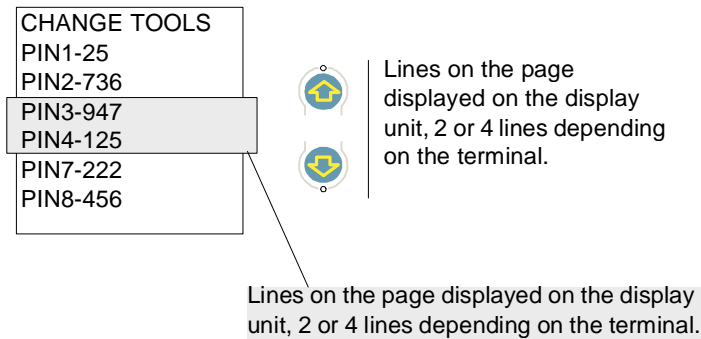 CHANGE TOOLS
PIN1-25
PIN2-736
PIN3-947
PIN4-125
PIN7-222
PIN8-456
Lines on the page
displayed on the display
unit, 2 or 4 lines depending
on the terminal.
Lines on the page displayed on the display
unit, 2 or 4 lines depending on the terminal.